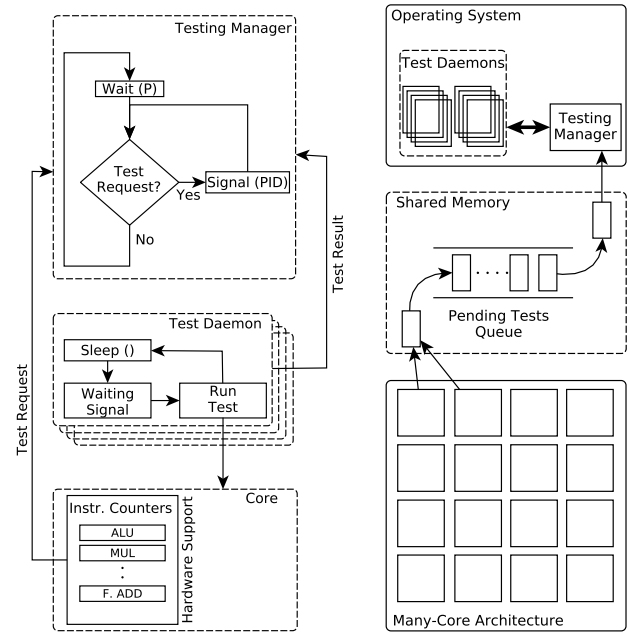 Testing Manager
Wait (P)
Test
Request?
Yes
Signal (PID)
No
Test Request
Test Result
Test Daemon
Sleep ()
Waiting
Signal
Run
Test
Core
Instr. Counters
ALU
MUL
F. ADD
Hardware Support
Operating System
Test Daemons
Testing
Manager
Shared Memory
Pending Tests
Queue
Many-Core Architecture